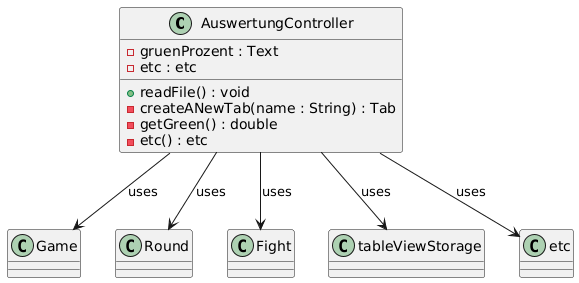 C AuswertungController
gruenProzent : Text
etc : etc
readFile() : void
createANewTab(name : String) : Tab
getGreen() : double
etc() : etc
uses uses uses uses uses
C Game C Round C Fight C tableViewStorage C etc